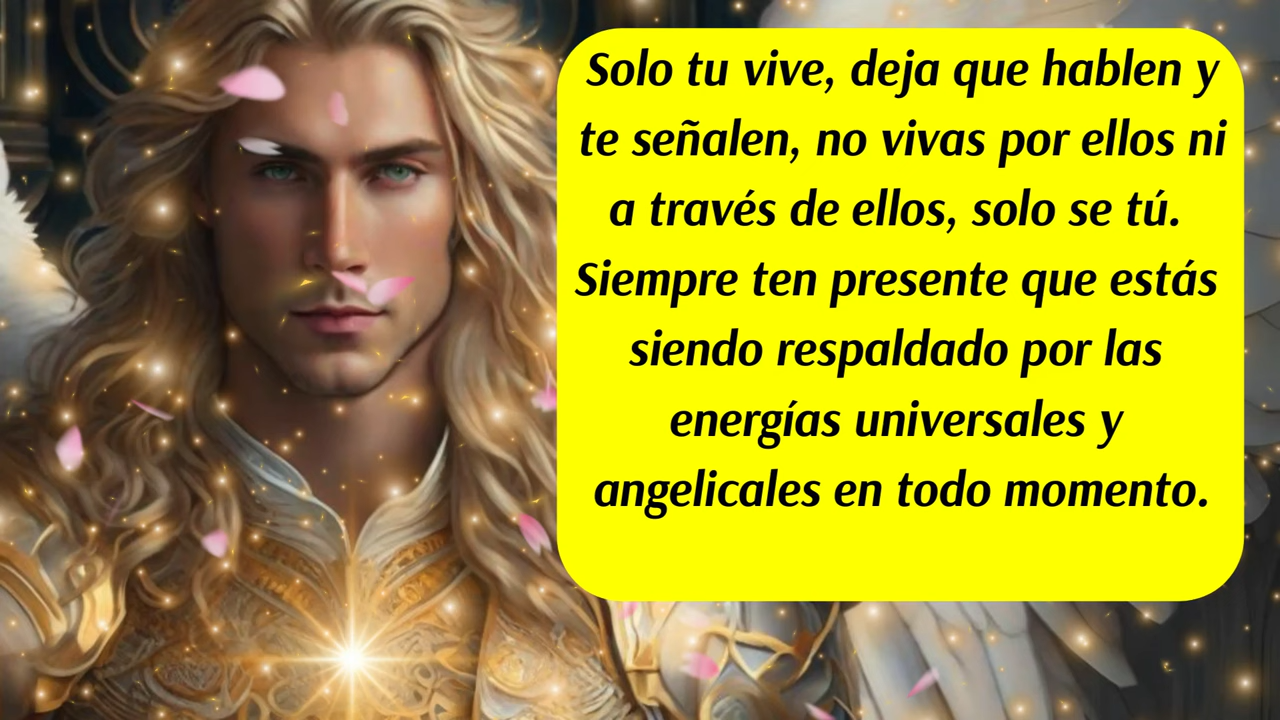 Solo tu vive, deja que hablen y
te señalen, no vivas por ellos ni
a través de ellos, solo se tú.
Siempre ten presente que estás
siendo respaldado por las
energías universales y
angelicales en todo momento.